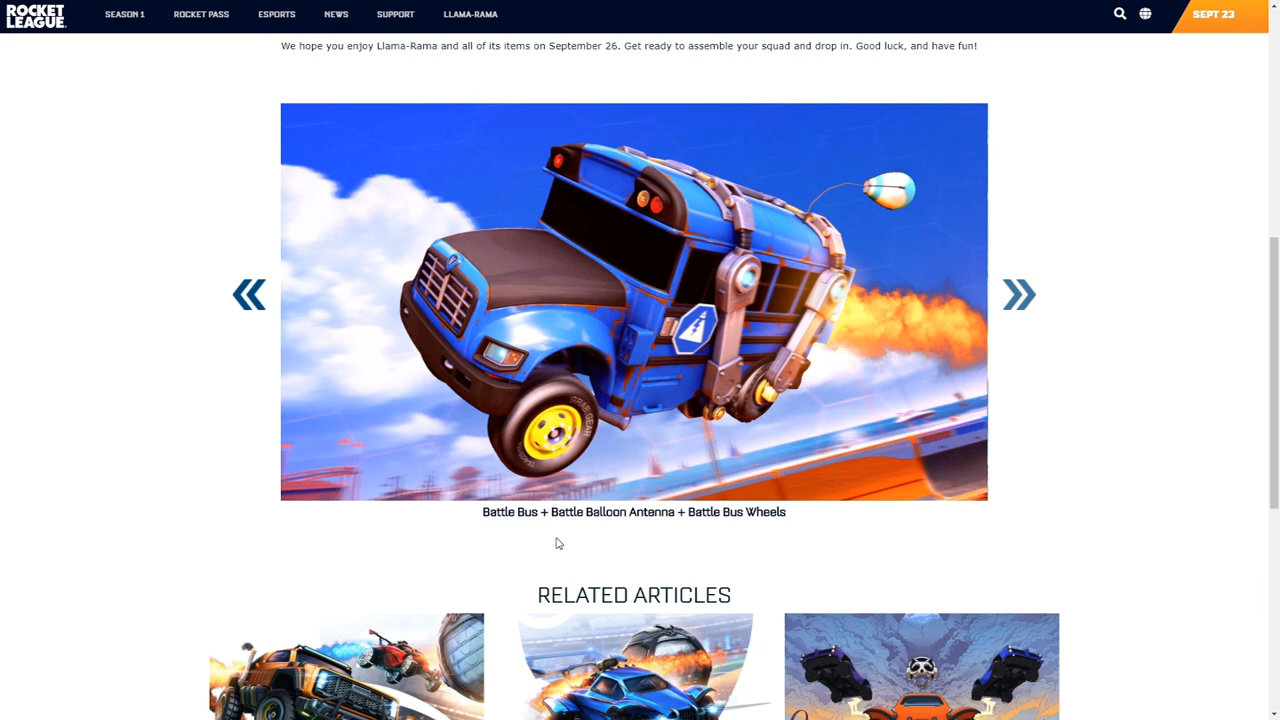 ROCKET
LEAGUE
SEASON 1
ROCKET PASS
ESPORTS
NEWS
SUPPORT
LLAMA-RAMA
SEPT 23
We hope you enjoy Llama-Rama and all of its items on September 26. Get ready to assemble your squad and drop in. Good luck, and have fun!
GRAB GEAR
Battle Bus + Battle Balloon Antenna + Battle Bus Wheels
RELATED ARTICLES